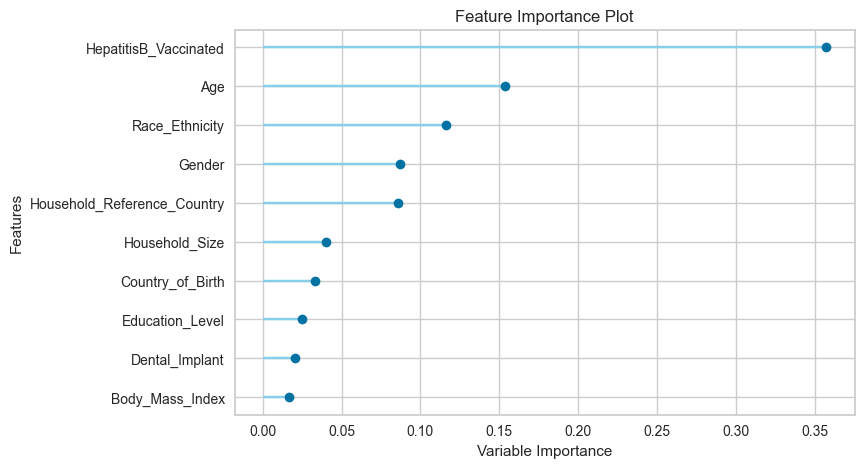 Feature Importance Plot
HepatitisB_Vaccinated
Age
Race_Ethnicity
Gender
Household_Reference_Country
Household_Size
Country_of_Birth
Education_Level
Dental_Implant
Body_Mass_Index
Features
0.00 0.05 0.10 0.15 0.20 0.25 0.30 0.35
Variable Importance